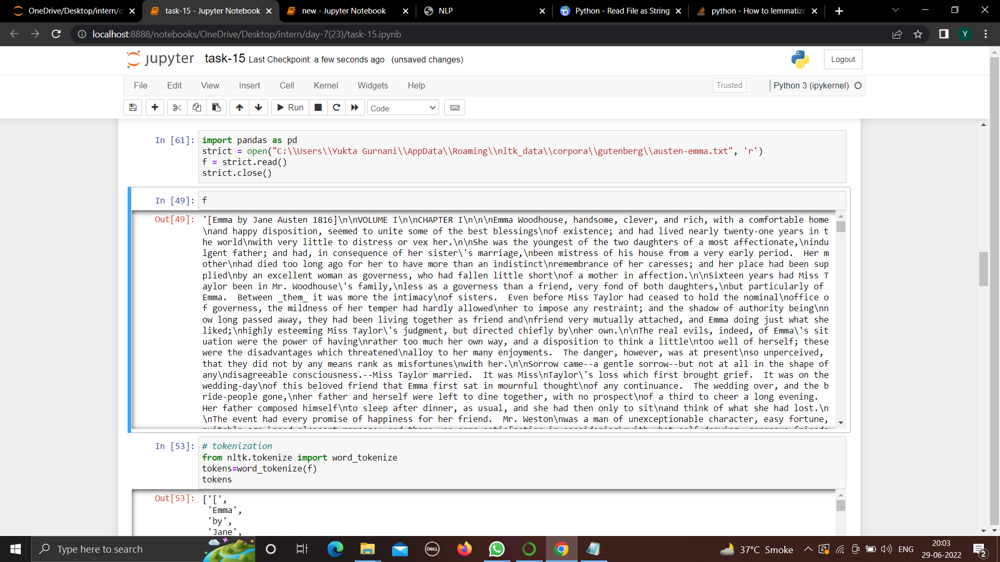 OneDrive/Desktop/intern/d
task-15 - Jupyter Notebook
new - Jupyter Notebook
NLP
Python - Read File as String
python - How to lemmatize
localhost:8888/notebooks/OneDrive/Desktop/intern/day-7(23)/task-15.ipynb
Y
jupyter task-15 Last Checkpoint: a few seconds ago (unsaved changes)
Logout
File Edit View Insert Cell Kernel Widgets Help
Trusted
Python 3 (ipykernel)
Run
Code
In [61]: import pandas as pd
strict = open("C:\\Users\\Yukta Gurnani\\AppData\\Roaming\\nltk_data\\corpora\\gutenberg\\austen-emma.txt", 'r')
f = strict.read()
strict.close()
In [49]: f
Out[49]: '[Emma by Jane Austen 1816]\n\nVOLUME I\n\nCHAPTER I\n\n\nEmma Woodhouse, handsome, clever, and rich, with a comfortable home
\nand happy disposition, seemed to unite some of the best blessings\nof existence; and had lived nearly twenty-one years in t
he world\nwith very little to distress or vex her.\n\nShe was the youngest of the two daughters of a most affectionate,\nindu
lgent father; and had, in consequence of her sister\'s marriage,\nbeen mistress of his house from a very early period.  Her m
other\nhad died too long ago for her to have more than an indistinct\nremembrance of her caresses; and her place had been sup
plied\nby an excellent woman as governess, who had fallen little short\nof a mother in affection.\n\nSixteen years had Miss T
aylor been in Mr. Woodhouse\'s family,\nless as a governess than a friend, very fond of both daughters,\nbut particularly of
Emma.  Between _them_ it was more the intimacy\nof sisters.  Even before Miss Taylor had ceased to hold the nominal\noffice o
f governess, the mildness of her temper had hardly allowed\nher to impose any restraint; and the shadow of authority being\nn
ow long passed away, they had been living together as friend and\nfriend very mutually attached, and Emma doing just what she
liked;\nhighly esteeming Miss Taylor\'s judgment, but directed chiefly by\nher own.\n\nThe real evils, indeed, of Emma\'s sit
uation were the power of having\nrather too much her own way, and a disposition to think a little\ntoo well of herself; these
were the disadvantages which threatened\nalloy to her many enjoyments.  The danger, however, was at present\nso unperceived,
that they did not by any means rank as misfortunes\nwith her.\n\nSorrow came--a gentle sorrow--but not at all in the shape of
any\ndisagreeable consciousness.--Miss Taylor married.  It was Miss\nTaylor\'s loss which first brought grief.  It was on the
wedding-day\nof this beloved friend that Emma first sat in mournful thought\nof any continuance.  The wedding over, and the b
ride-people gone,\nher father and herself were left to dine together, with no prospect\nof a third to cheer a long evening.
Her father composed himself\nto sleep after dinner, as usual, and she had then only to sit\nand think of what she had lost.\n
\nThe event had every promise of happiness for her friend.  Mr. Weston\nwas a man of unexceptionable character, easy fortune,
In [53]: # tokenization
from nltk.tokenize import word_tokenize
tokens=word_tokenize(f)
tokens
Out[53]: ['[',
'Emma',
'by',
'Jane',
Type here to search
DELL
37°C Smoke
ENG
20:03
29-06-2022
2